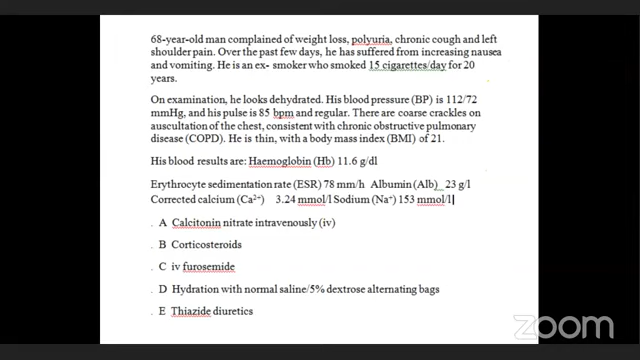 68-year-old man complained of weight loss, polyuria, chronic cough and left
shoulder pain. Over the past few days, he has suffered from increasing nausea
and vomiting. He is an ex- smoker who smoked 15 cigarettes/day for 20
years.
On examination, he looks dehydrated. His blood pressure (BP) is 112/72
mmHg, and his pulse is 85 bpm and regular. There are coarse crackles on
auscultation of the chest, consistent with chronic obstructive pulmonary
disease (COPD). He is thin, with a body mass index (BMI) of 21.
His blood results are: Haemoglobin (Hb) 11.6 g/dl
Erythrocyte sedimentation rate (ESR) 78 mm/h Albumin (Alb) 23 g/l
Corrected calcium (Ca²⁺) 3.24 mmol/l Sodium (Na⁺) 153 mmol/l
. A Calcitonin nitrate intravenously (iv)
. B Corticosteroids
. C iv furosemide
. D Hydration with normal saline/5% dextrose alternating bags
. E Thiazide diuretics
zoom